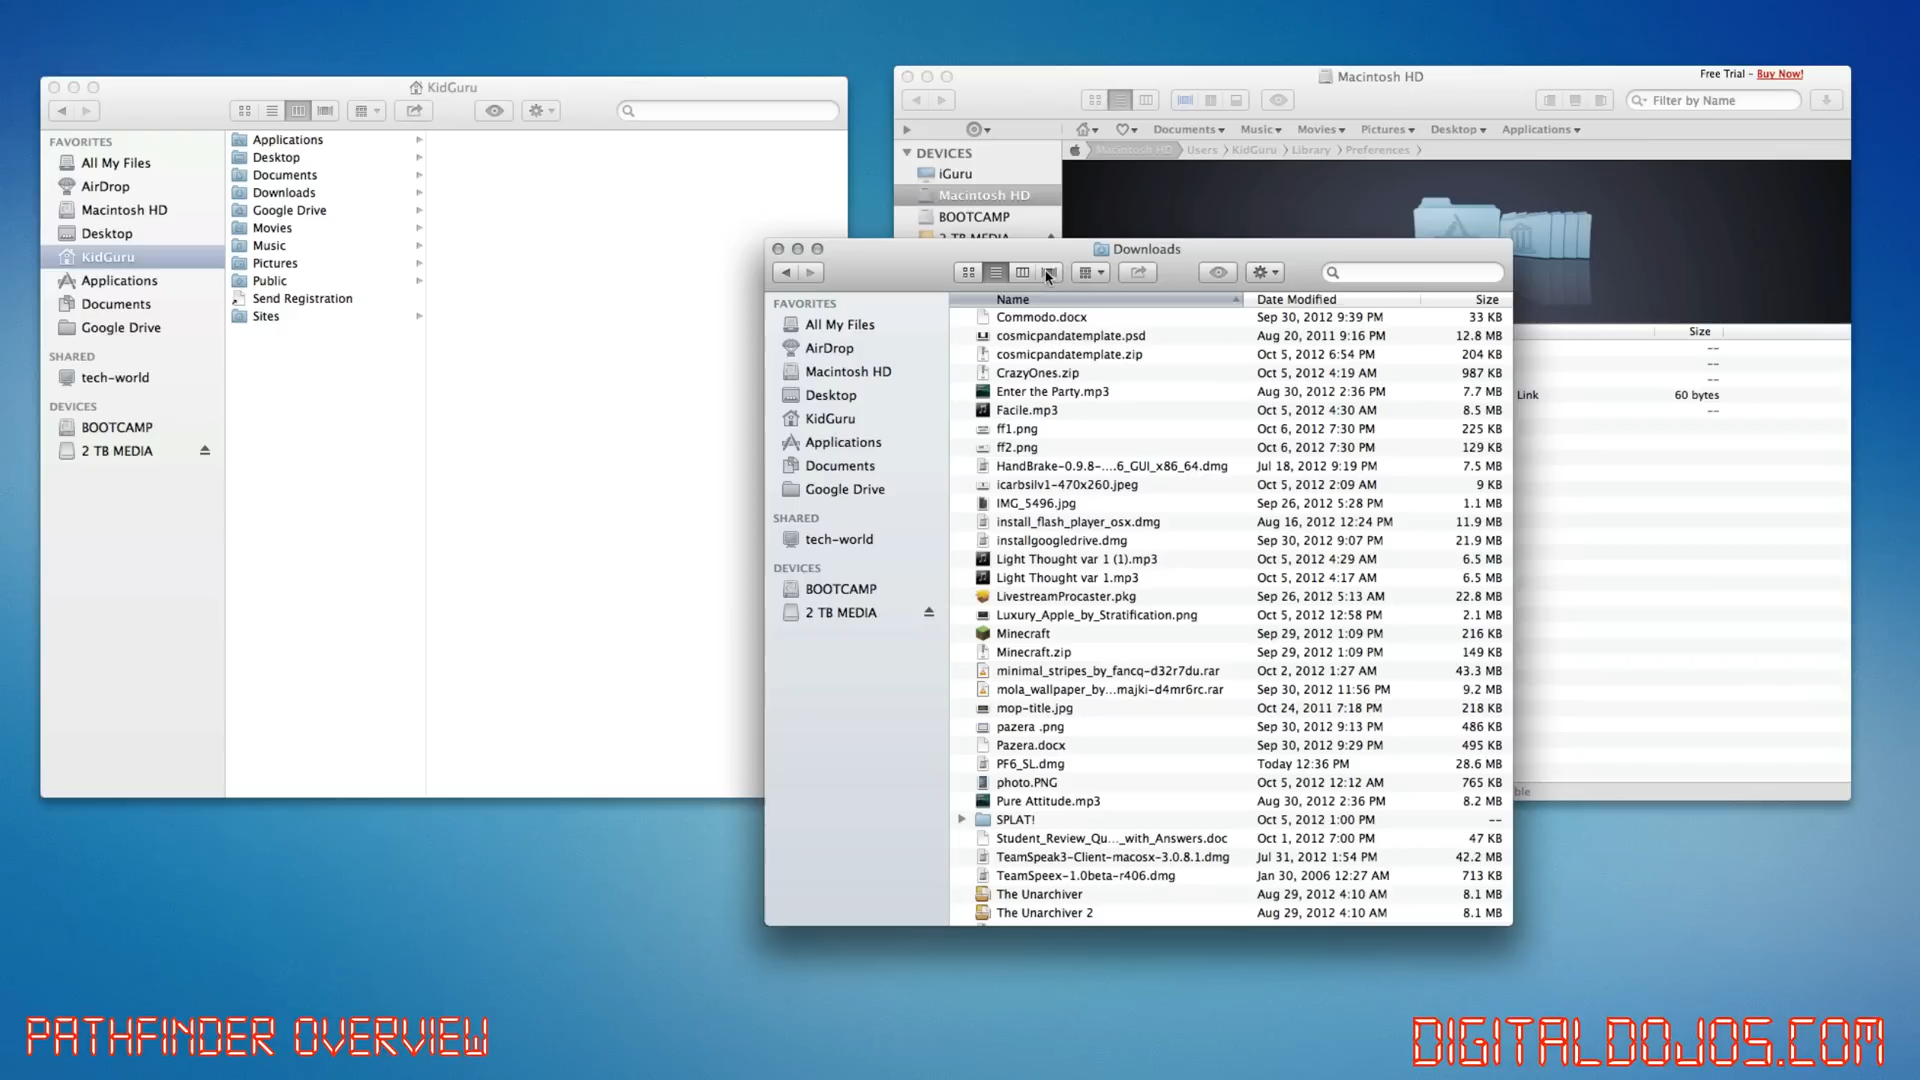 KidGuru
FAVORITES
All My Files
AirDrop
Macintosh HD
Desktop
KidGuru
Applications
Documents
Google Drive
SHARED
tech-world
DEVICES
BOOTCAMP
2 TB MEDIA
Applications
Desktop
Documents
Downloads
Google Drive
Movies
Music
Pictures
Public
Send Registration
Sites
Macintosh HD
Free Trial - Buy Now!
Filter by Name
Documents Music Movies Pictures Desktop Applications
Macintosh HD Users KidGuru Library Preferences
DEVICES
iGuru
Macintosh HD
BOOTCAMP
2 TB MEDIA
Size
--
--
--
Link 60 bytes
--
Downloads
FAVORITES
All My Files
AirDrop
Macintosh HD
Desktop
KidGuru
Applications
Documents
Google Drive
SHARED
tech-world
DEVICES
BOOTCAMP
2 TB MEDIA
Name Date Modified Size
Commodo.docx Sep 30, 2012 9:39 PM 33 KB
cosmicpandatemplate.psd Aug 20, 2011 9:16 PM 12.8 MB
cosmicpandatemplate.zip Oct 5, 2012 6:54 PM 204 KB
CrazyOnes.zip Oct 5, 2012 4:19 AM 987 KB
Enter the Party.mp3 Aug 30, 2012 2:36 PM 7.7 MB
Facile.mp3 Oct 5, 2012 4:30 AM 8.5 MB
ff1.png Oct 6, 2012 7:30 PM 225 KB
ff2.png Oct 6, 2012 7:30 PM 129 KB
HandBrake-0.9.8-....6_GUI_x86_64.dmg Jul 18, 2012 9:19 PM 7.5 MB
icarbsilv1-470x260.jpeg Oct 5, 2012 2:09 AM 9 KB
IMG_5496.jpg Sep 26, 2012 5:28 PM 1.1 MB
install_flash_player_osx.dmg Aug 16, 2012 12:24 PM 11.9 MB
installgoogledrive.dmg Sep 30, 2012 9:07 PM 21.9 MB
Light Thought var 1 (1).mp3 Oct 5, 2012 4:29 AM 6.5 MB
Light Thought var 1.mp3 Oct 5, 2012 4:17 AM 6.5 MB
LivestreamProcaster.pkg Sep 26, 2012 5:13 AM 22.8 MB
Luxury_Apple_by_Stratification.png Oct 5, 2012 12:58 PM 2.1 MB
Minecraft Sep 29, 2012 1:09 PM 216 KB
Minecraft.zip Sep 29, 2012 1:09 PM 149 KB
minimal_stripes_by_fancq-d32r7du.rar Oct 2, 2012 1:27 AM 43.3 MB
mola_wallpaper_by...majki-d4mr6rc.rar Sep 30, 2012 11:56 PM 9.2 MB
mop-title.jpg Oct 24, 2011 7:18 PM 218 KB
pazera .png Sep 30, 2012 9:13 PM 486 KB
Pazera.docx Sep 30, 2012 9:29 PM 495 KB
PF6_SL.dmg Today 12:36 PM 28.6 MB
photo.PNG Oct 5, 2012 12:12 AM 765 KB
Pure Attitude.mp3 Aug 30, 2012 2:36 PM 8.2 MB
SPLAT! Oct 5, 2012 1:00 PM --
Student_Review_Qu..._with_Answers.doc Oct 1, 2012 7:00 PM 47 KB
TeamSpeak3-Client-macosx-3.0.8.1.dmg Jul 31, 2012 1:54 PM 42.2 MB
TeamSpeex-1.0beta-r406.dmg Jan 30, 2006 12:27 AM 713 KB
The Unarchiver Aug 29, 2012 4:10 AM 8.1 MB
The Unarchiver 2 Aug 29, 2012 4:10 AM 8.1 MB
PATHFINDER OVERVIEW
DIGITALDOJOS.COM